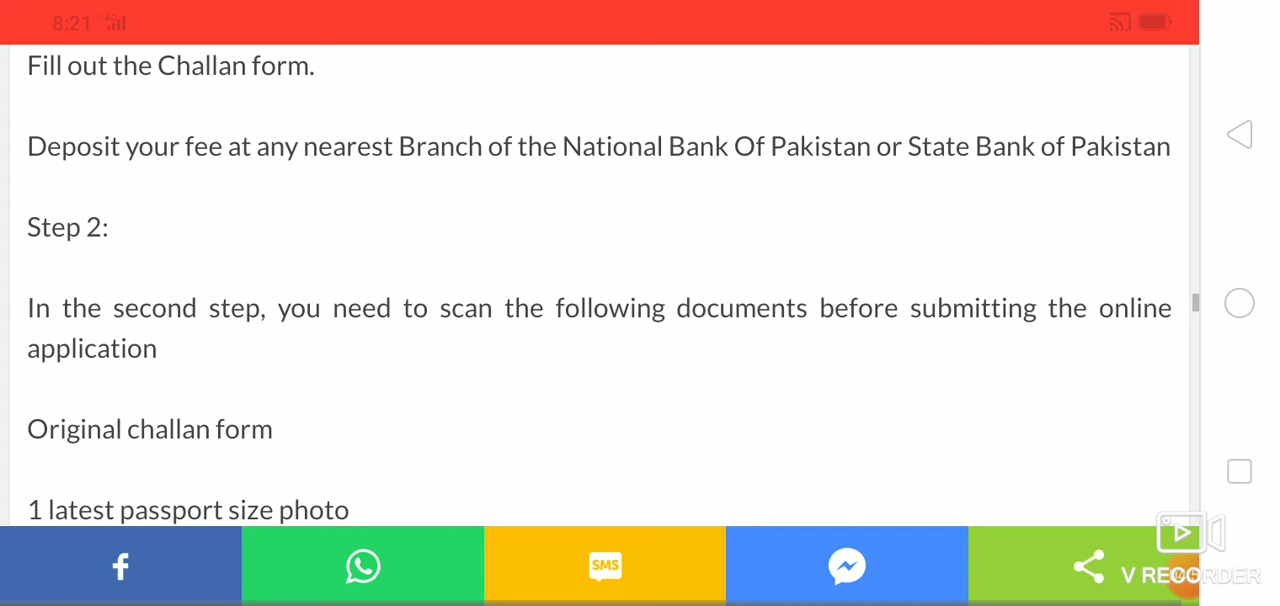 8:21 4G
Fill out the Challan form.
Deposit your fee at any nearest Branch of the National Bank Of Pakistan or State Bank of Pakistan
Step 2:
In the second step, you need to scan the following documents before submitting the online
application
Original challan form
1 latest passport size photo
f
SMS
V RECORDER